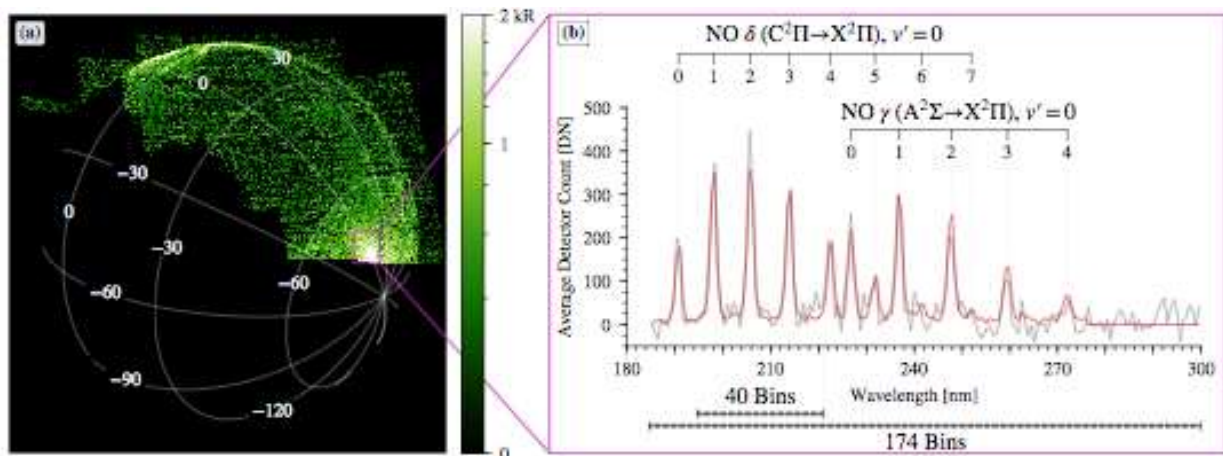 (a)
30
0
−30
0
−30
−60
−60
−90
−120
2 kR
1
0
(b)
NO δ (C²Π→X²Π), v′=0
0 1 2 3 4 5 6 7
NO γ (A²Σ→X²Π), v′=0
0 1 2 3 4
Average Detector Count [DN]
500
400
300
200
100
0
180 210 240 270 300
Wavelength [nm]
40 Bins
174 Bins